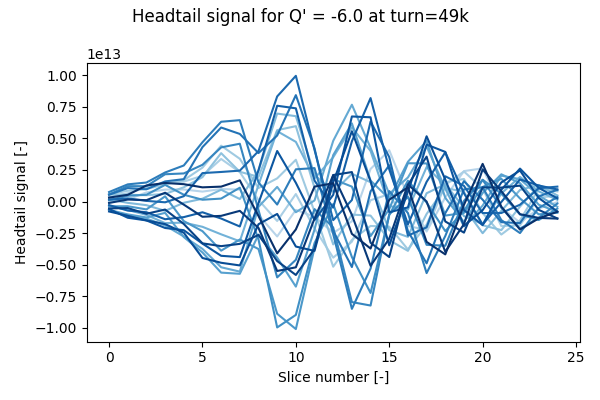 Headtail signal for Q' = -6.0 at turn=49k
1e13
1.00
0.75
0.50
0.25
0.00
−0.25
−0.50
−0.75
−1.00
Headtail signal [-]
0 5 10 15 20 25
Slice number [-]